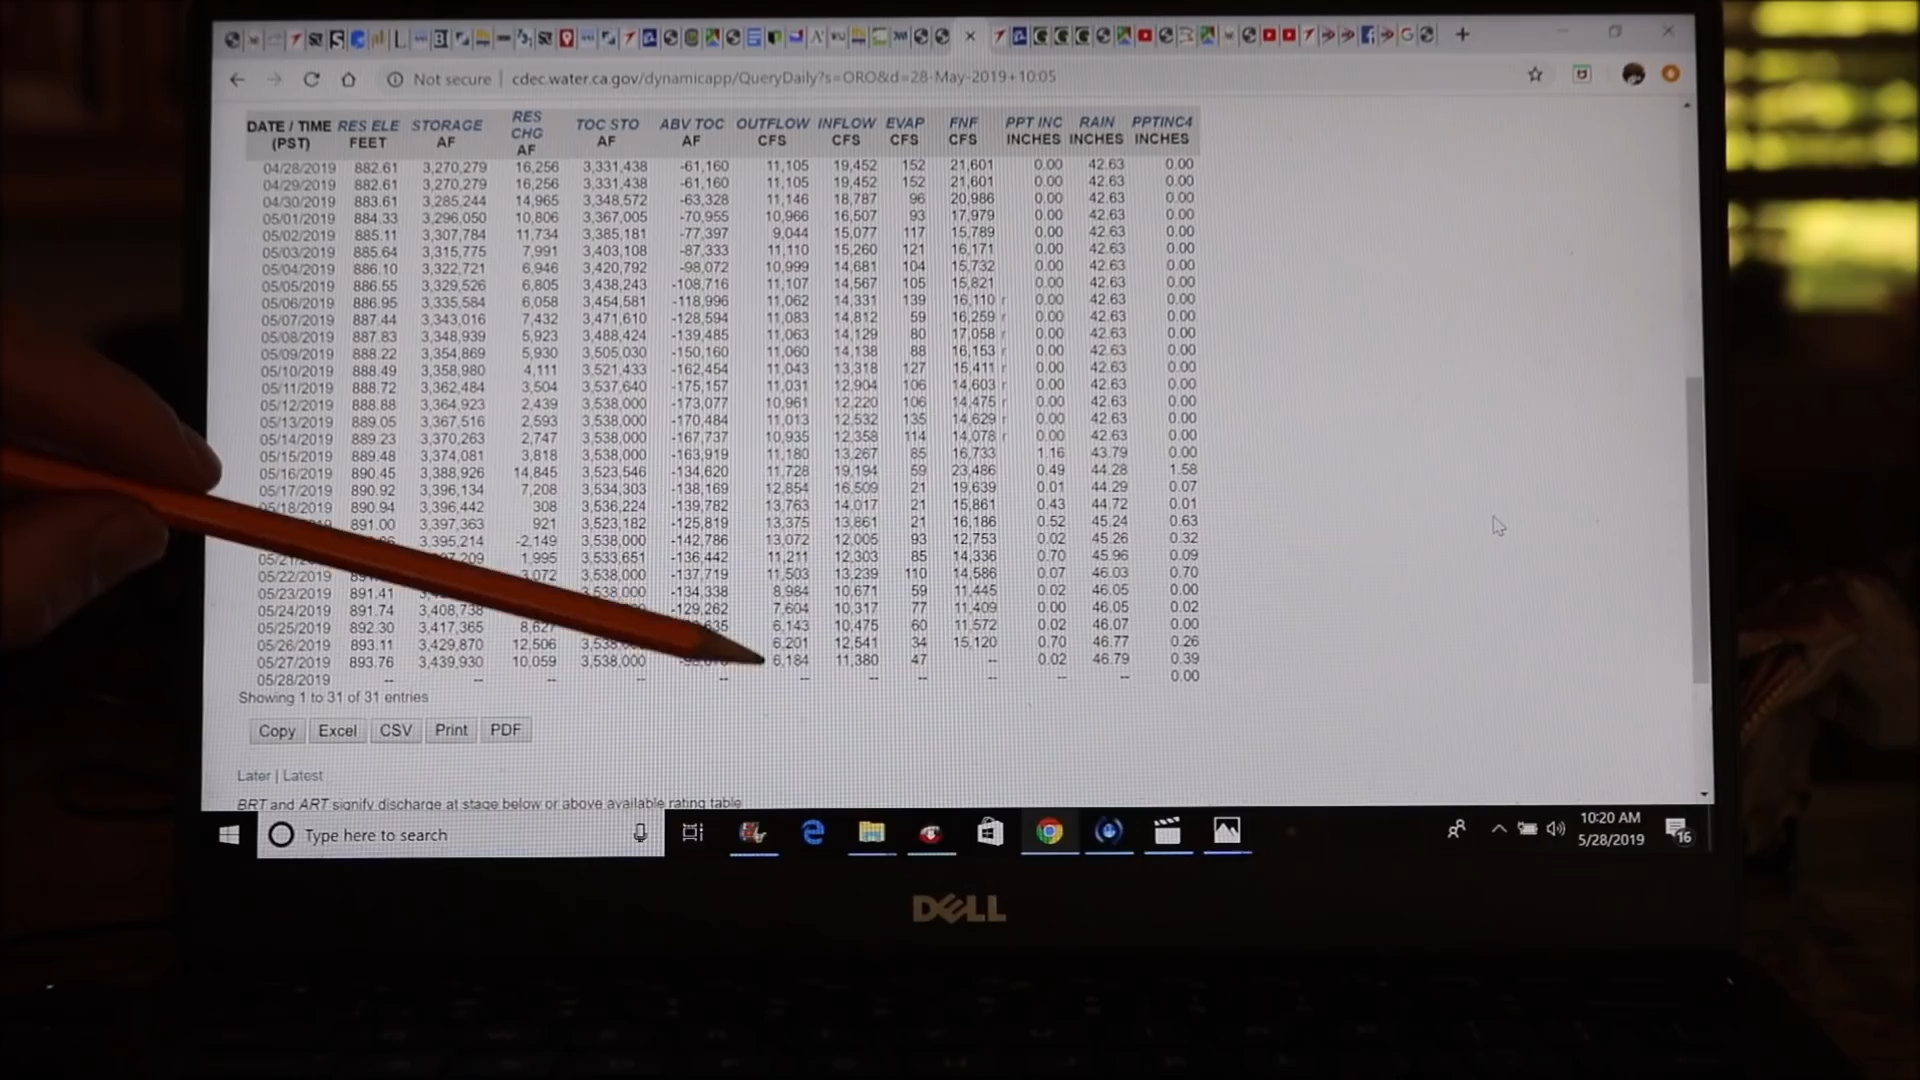 Not secure | cdec.water.ca.gov/dynamicapp/QueryDaily?s=ORO&d=28-May-2019+10:05
DATE / TIME (PST) RES ELE FEET STORAGE AF RES CHG AF TOC STO AF ABV TOC AF OUTFLOW CFS INFLOW CFS EVAP CFS FNF CFS PPT INC INCHES RAIN INCHES PPTINC4 INCHES
04/28/2019 882.61 3,270,279 16,256 3,331,438 -61,160 11,105 19,452 152 21,601 0.00 42.63 0.00
04/29/2019 882.61 3,270,279 16,256 3,331,438 -61,160 11,105 19,452 152 21,601 0.00 42.63 0.00
04/30/2019 883.61 3,285,244 14,965 3,348,572 -63,328 11,146 18,787 96 20,986 0.00 42.63 0.00
05/01/2019 884.33 3,296,050 10,806 3,367,005 -70,955 10,966 16,507 93 17,979 0.00 42.63 0.00
05/02/2019 885.11 3,307,784 11,734 3,385,181 -77,397 9,044 15,077 117 15,789 0.00 42.63 0.00
05/03/2019 885.64 3,315,775 7,991 3,403,108 -87,333 11,110 15,260 121 16,171 0.00 42.63 0.00
05/04/2019 886.10 3,322,721 6,946 3,420,792 -98,072 10,999 14,681 104 15,732 0.00 42.63 0.00
05/05/2019 886.55 3,329,526 6,805 3,438,243 -108,716 11,107 14,567 105 15,821 0.00 42.63 0.00
05/06/2019 886.95 3,335,584 6,058 3,454,581 -118,996 11,062 14,331 139 16,110 r 0.00 42.63 0.00
05/07/2019 887.44 3,343,016 7,432 3,471,610 -128,594 11,083 14,812 59 16,259 r 0.00 42.63 0.00
05/08/2019 887.83 3,348,939 5,923 3,488,424 -139,485 11,063 14,129 80 17,058 r 0.00 42.63 0.00
05/09/2019 888.22 3,354,869 5,930 3,505,030 -150,160 11,060 14,138 88 16,153 r 0.00 42.63 0.00
05/10/2019 888.49 3,358,980 4,111 3,521,433 -162,454 11,043 13,318 127 15,411 r 0.00 42.63 0.00
05/11/2019 888.72 3,362,484 3,504 3,537,640 -175,157 11,031 12,904 106 14,603 r 0.00 42.63 0.00
05/12/2019 888.88 3,364,923 2,439 3,538,000 -173,077 10,961 12,220 106 14,475 r 0.00 42.63 0.00
05/13/2019 889.05 3,367,516 2,593 3,538,000 -170,484 11,013 12,532 135 14,629 r 0.00 42.63 0.00
05/14/2019 889.23 3,370,263 2,747 3,538,000 -167,737 10,935 12,358 114 14,078 r 0.00 42.63 0.00
05/15/2019 889.48 3,374,081 3,818 3,538,000 -163,919 11,180 13,267 85 16,733 1.16 43.79 0.00
05/16/2019 890.45 3,388,926 14,845 3,523,546 -134,620 11,728 19,194 59 23,486 0.49 44.28 1.58
05/17/2019 890.92 3,396,134 7,208 3,534,303 -138,169 12,854 16,509 21 19,639 0.01 44.29 0.07
05/18/2019 890.94 3,396,442 308 3,536,224 -139,782 13,763 14,017 21 15,861 0.43 44.72 0.01
891.00 3,397,363 921 3,523,182 -125,819 13,375 13,861 21 16,186 0.52 45.24 0.63
3,395,214 -2,149 3,538,000 -142,786 13,072 12,005 93 12,753 0.02 45.26 0.32
1,995 3,533,651 -136,442 11,211 12,303 85 14,336 0.70 45.96 0.09
05/22/2019 3,072 3,538,000 -137,719 11,503 13,239 110 14,586 0.07 46.03 0.70
05/23/2019 891.41 3,538,000 -134,338 8,984 10,671 59 11,445 0.02 46.05 0.00
05/24/2019 891.74 3,408,738 -129,262 7,604 10,317 77 11,409 0.00 46.05 0.02
05/25/2019 892.30 3,417,365 8,627 6,143 10,475 60 11,572 0.02 46.07 0.00
05/26/2019 893.11 3,429,870 12,506 6,201 12,541 34 15,120 0.70 46.77 0.26
05/27/2019 893.76 3,439,930 10,059 3,538,000 6,184 11,380 47 -- 0.02 46.79 0.39
05/28/2019 -- -- -- -- -- -- -- -- -- -- -- 0.00
Showing 1 to 31 of 31 entries
Copy Excel CSV Print PDF
Later | Latest
BRT and ART signify discharge at stage below or above available rating table
Type here to search
10:20 AM
5/28/2019
16
DELL